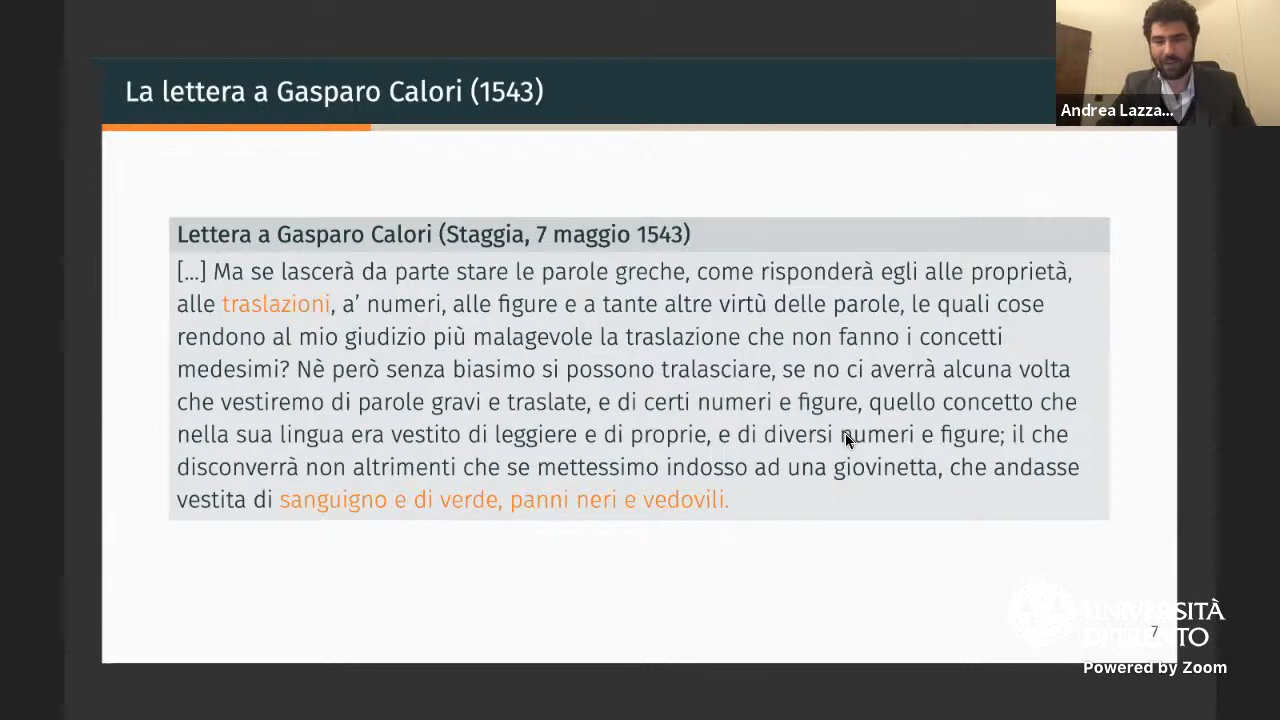 La lettera a Gasparo Calori (1543)
Andrea Lazza...
Lettera a Gasparo Calori (Staggia, 7 maggio 1543)
[...] Ma se lascerà da parte stare le parole greche, come risponderà egli alle proprietà,
alle traslazioni, a' numeri, alle figure e a tante altre virtù delle parole, le quali cose
rendono al mio giudizio più malagevole la traslazione che non fanno i concetti
medesimi? Nè però senza biasimo si possono tralasciare, se no ci averrà alcuna volta
che vestiremo di parole gravi e traslate, e di certi numeri e figure, quello concetto che
nella sua lingua era vestito di leggiere e di proprie, e di diversi numeri e figure; il che
disconverrà non altrimenti che se mettessimo indosso ad una giovinetta, che andasse
vestita di sanguigno e di verde, panni neri e vedovili.
UNIVERSITÀ
DI TRENTO
7
Powered by Zoom